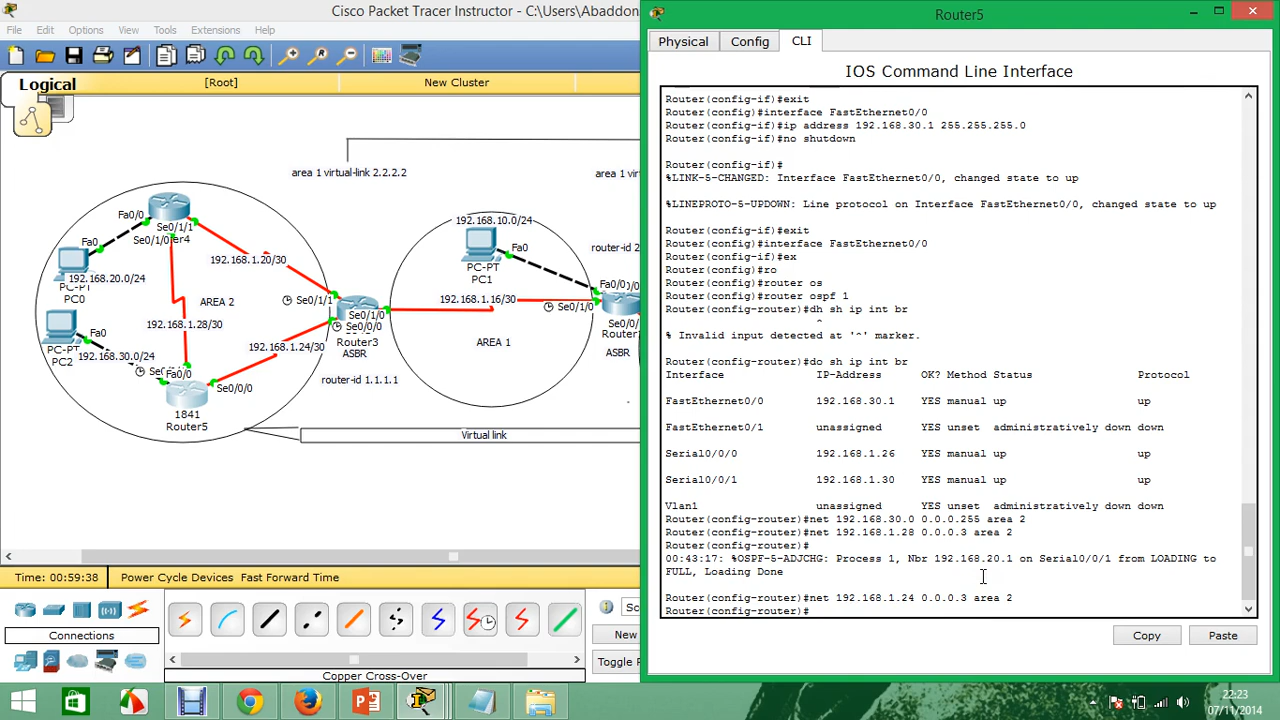 Cisco Packet Tracer Instructor - C:\Users\Abaddon
File Edit Options View Tools Extensions Help
Logical
[Root]
New Cluster
area 1 virtual-link 2.2.2.2
area 1 vir
Fa0/0
Se0/1/1
Se0/1/0
Fa0
192.168.20.0/24
PC-PT
PC0
192.168.1.20/30
AREA 2
Se0/1/1
192.168.1.28/30
PC-PT
PC2
Fa0
192.168.30.0/24
Fa0/0
Se0/0/0
1841
Router5
192.168.1.24/30
Se0/1/0
Se0/0/0
Router3
ASBR
router-id 1.1.1.1
192.168.10.0/24
PC-PT
PC1
Fa0
router-id 2
Fa0/0
192.168.1.16/30
Se0/1/0
Se0/0/
AREA 1
ASBR
Virtual link
Time: 00:59:38 Power Cycle Devices Fast Forward Time
Connections
Copper Cross-Over
New
Router5
Physical Config CLI
IOS Command Line Interface
Router(config-if)#exit
Router(config)#interface FastEthernet0/0
Router(config-if)#ip address 192.168.30.1 255.255.255.0
Router(config-if)#no shutdown
Router(config-if)#
%LINK-5-CHANGED: Interface FastEthernet0/0, changed state to up
%LINEPROTO-5-UPDOWN: Line protocol on Interface FastEthernet0/0, changed state to up
Router(config-if)#exit
Router(config)#interface FastEthernet0/0
Router(config-if)#ex
Router(config)#ro
Router(config)#router os
Router(config)#router ospf 1
Router(config-router)#dh sh ip int br
^
% Invalid input detected at '^' marker.
Router(config-router)#do sh ip int br
Interface IP-Address OK? Method Status Protocol
FastEthernet0/0 192.168.30.1 YES manual up up
FastEthernet0/1 unassigned YES unset administratively down down
Serial0/0/0 192.168.1.26 YES manual up up
Serial0/0/1 192.168.1.30 YES manual up up
Vlan1 unassigned YES unset administratively down down
Router(config-router)#net 192.168.30.0 0.0.0.255 area 2
Router(config-router)#net 192.168.1.28 0.0.0.3 area 2
Router(config-router)#
00:43:17: %OSPF-5-ADJCHG: Process 1, Nbr 192.168.20.1 on Serial0/0/1 from LOADING to
FULL, Loading Done
Router(config-router)#net 192.168.1.24 0.0.0.3 area 2
Router(config-router)#
Copy Paste
22:23
07/11/2014